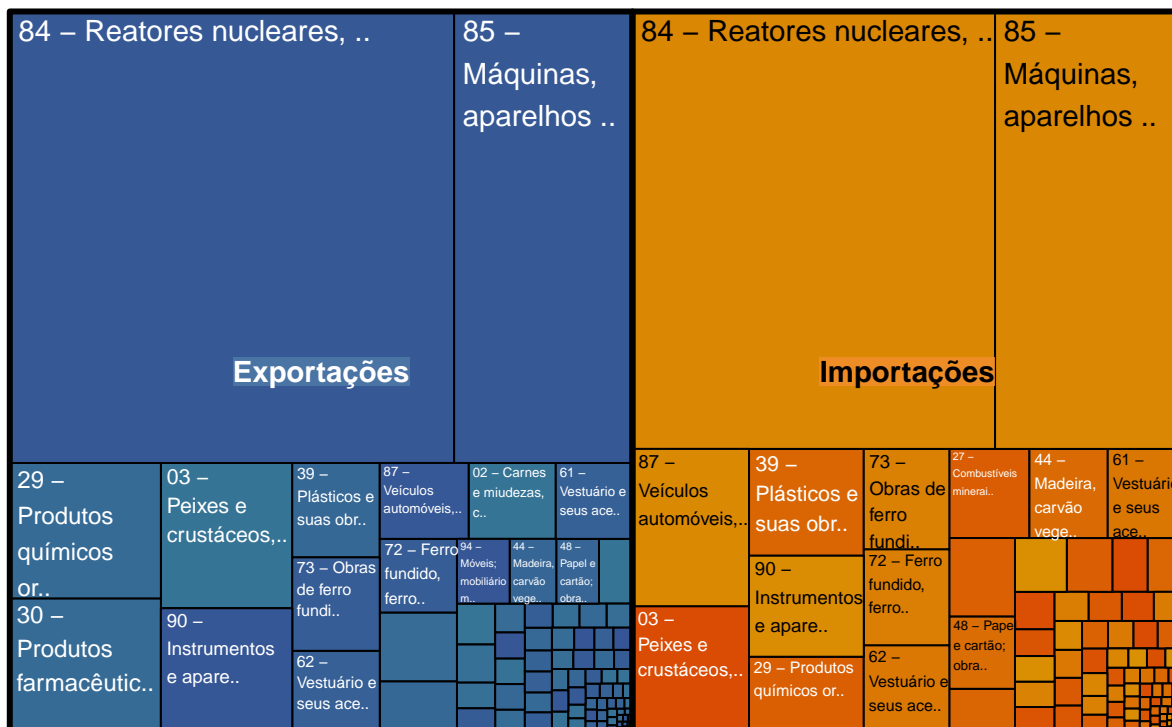 84 – Reatores nucleares, ..
85 –
Máquinas,
aparelhos ..
Exportações
29 –
Produtos
químicos
or..
03 –
Peixes e
crustáceos,..
39 –
Plásticos e
suas obr..
87 –
Veículos
automóveis,..
02 – Carnes
e miudezas,
c..
61 –
Vestuário e
seus ace..
72 – Ferro
fundido,
ferro..
94 –
Móveis;
mobiliário
m..
44 –
Madeira,
carvão
vege..
48 –
Papel e
cartão;
obra..
73 – Obras
de ferro
fundi..
30 –
Produtos
farmacêutic..
90 –
Instrumentos
e apare..
62 –
Vestuário e
seus ace..
84 – Reatores nucleares, ..
85 –
Máquinas,
aparelhos ..
Importações
87 –
Veículos
automóveis,..
39 –
Plásticos e
suas obr..
73 –
Obras de
ferro
fundi..
27 –
Combustíveis
minerai..
44 –
Madeira,
carvão
vege..
61 –
Vestuário
e seus
ace..
90 –
Instrumentos
e apare..
72 – Ferro
fundido,
ferro..
03 –
Peixes e
crustáceos,..
48 – Papel
e cartão;
obra..
29 – Produtos
químicos or..
62 –
Vestuário e
seus ace..